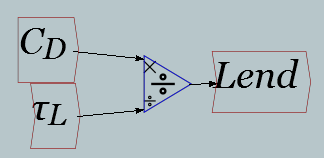 C_D
× ÷ Lend
÷
τ_L